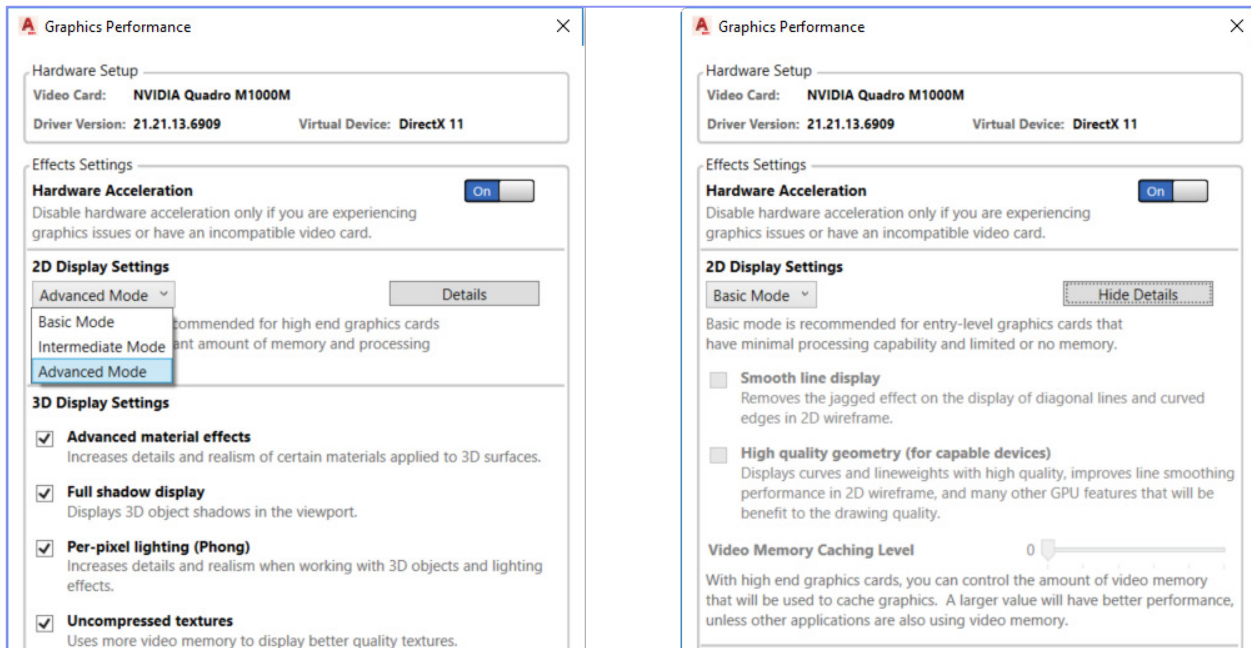 Graphics Performance
Hardware Setup
Video Card: NVIDIA Quadro M1000M
Driver Version: 21.21.13.6909 Virtual Device: DirectX 11
Effects Settings
Hardware Acceleration On
Disable hardware acceleration only if you are experiencing
graphics issues or have an incompatible video card.
2D Display Settings
Advanced Mode Details
Basic Mode commended for high end graphics cards
Intermediate Mode ant amount of memory and processing
Advanced Mode
3D Display Settings
Advanced material effects
Increases details and realism of certain materials applied to 3D surfaces.
Full shadow display
Displays 3D object shadows in the viewport.
Per-pixel lighting (Phong)
Increases details and realism when working with 3D objects and lighting
effects.
Uncompressed textures
Uses more video memory to display better quality textures.
Graphics Performance
Hardware Setup
Video Card: NVIDIA Quadro M1000M
Driver Version: 21.21.13.6909 Virtual Device: DirectX 11
Effects Settings
Hardware Acceleration On
Disable hardware acceleration only if you are experiencing
graphics issues or have an incompatible video card.
2D Display Settings
Basic Mode Hide Details
Basic mode is recommended for entry-level graphics cards that
have minimal processing capability and limited or no memory.
Smooth line display
Removes the jagged effect on the display of diagonal lines and curved
edges in 2D wireframe.
High quality geometry (for capable devices)
Displays curves and lineweights with high quality, improves line smoothing
performance in 2D wireframe, and many other GPU features that will be
benefit to the drawing quality.
Video Memory Caching Level 0
With high end graphics cards, you can control the amount of video memory
that will be used to cache graphics. A larger value will have better performance,
unless other applications are also using video memory.